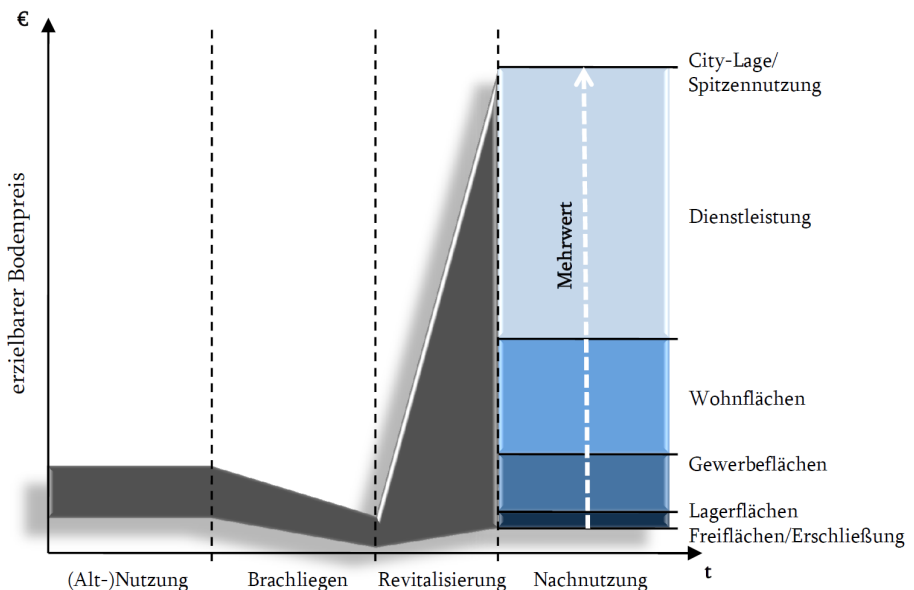 €
erzielbarer Bodenpreis
City-Lage/
Spitzennutzung
Dienstleistung
Mehrwert
Wohnflächen
Gewerbeflächen
Lagerflächen
Freiflächen/Erschließung
t
(Alt-)Nutzung
Brachliegen
Revitalisierung
Nachnutzung